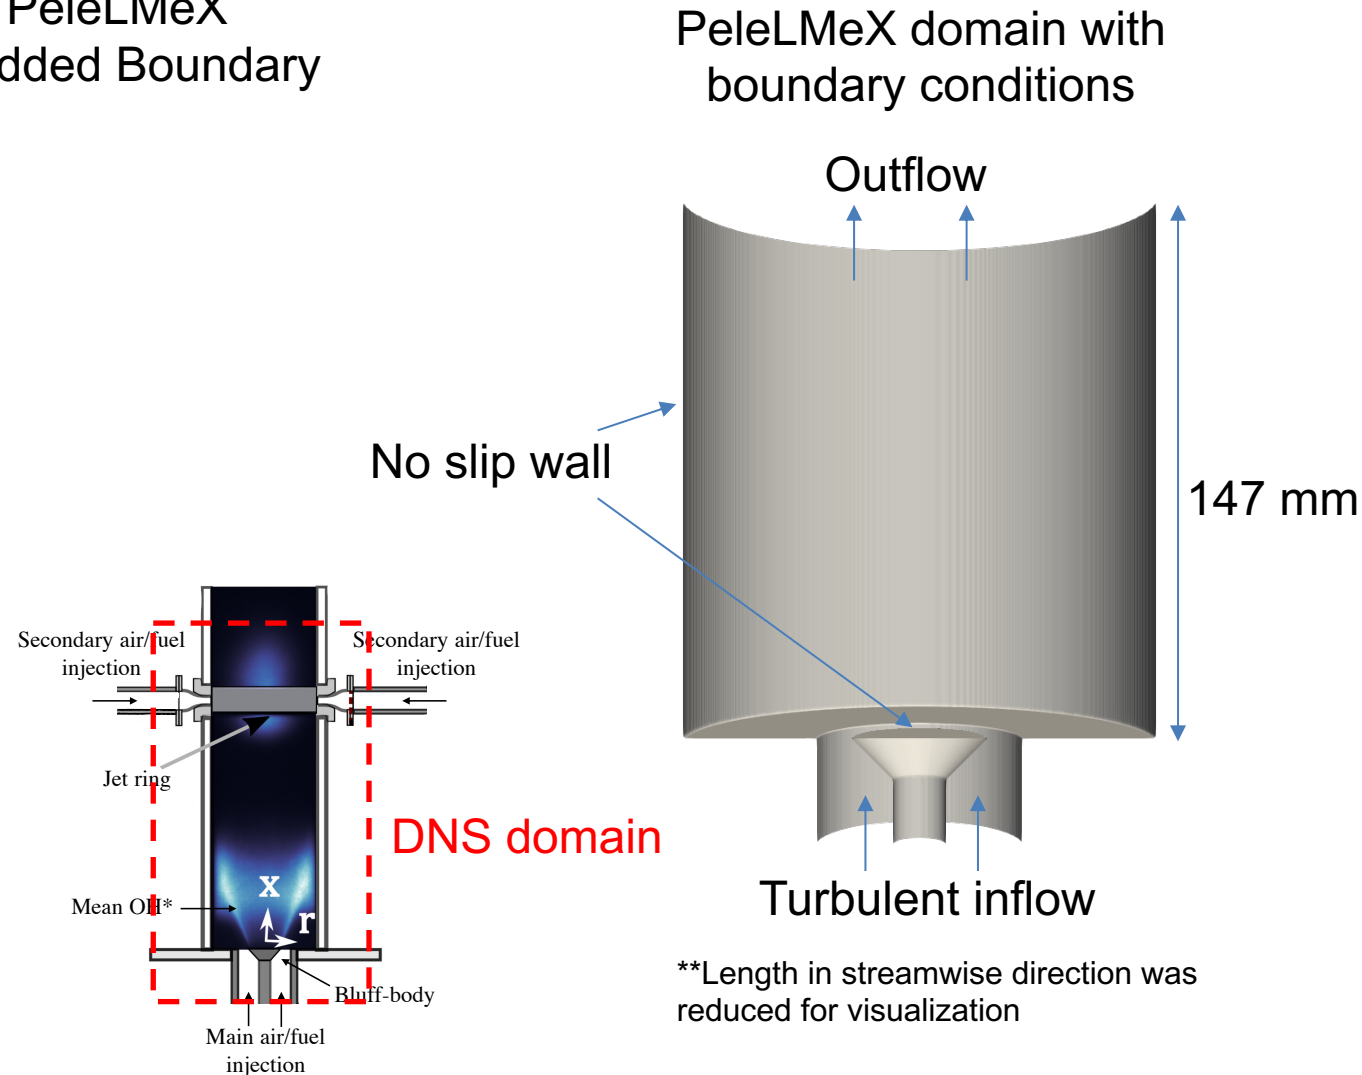 PeleLMeX
dded Boundary
PeleLMeX domain with
boundary conditions
Outflow
No slip wall
147 mm
Secondary air/fuel
injection
Secondary air/fuel
injection
Jet ring
DNS domain
Mean OH*
x
r
Bluff-body
Main air/fuel
injection
Turbulent inflow
**Length in streamwise direction was
reduced for visualization